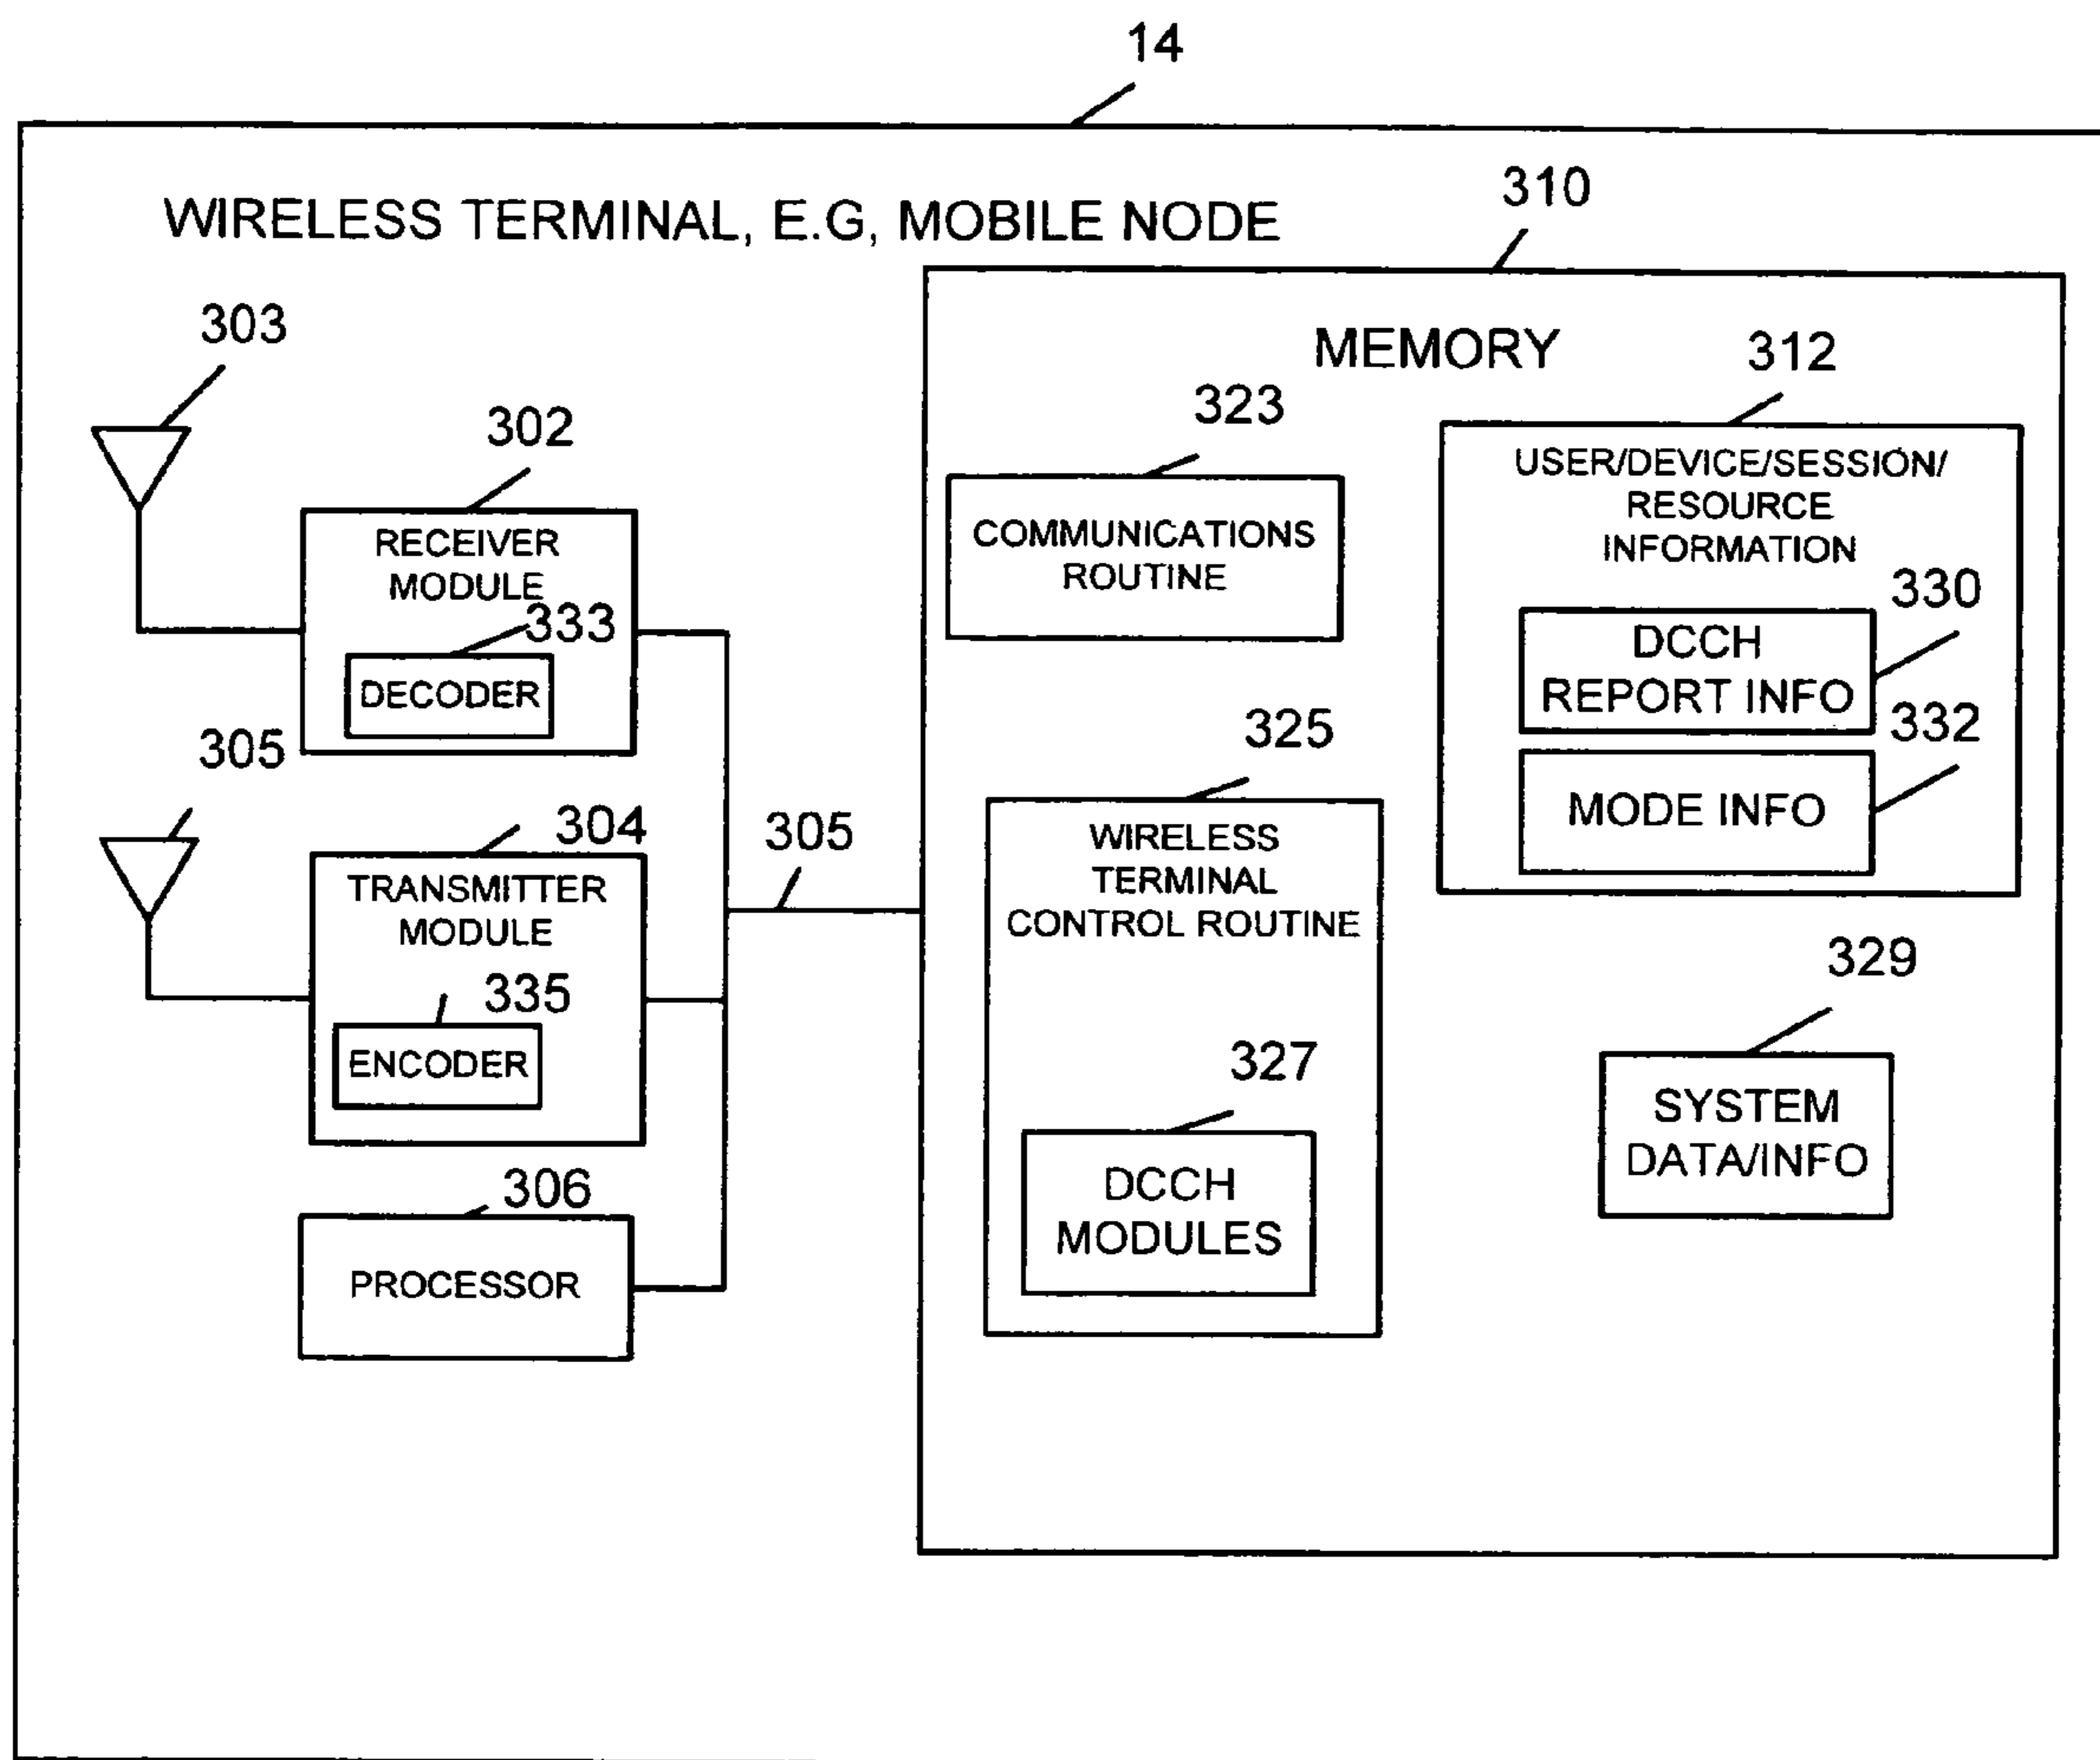 14
WIRELESS TERMINAL, E.G, MOBILE NODE
310
MEMORY
303
302
RECEIVER
MODULE
333
DECODER
305
304
TRANSMITTER
MODULE
335
ENCODER
306
PROCESSOR
305
323
COMMUNICATIONS
ROUTINE
325
WIRELESS
TERMINAL
CONTROL ROUTINE
327
DCCH
MODULES
312
USER/DEVICE/SESSION/
RESOURCE
INFORMATION
330
DCCH
REPORT INFO
332
MODE INFO
329
SYSTEM
DATA/INFO